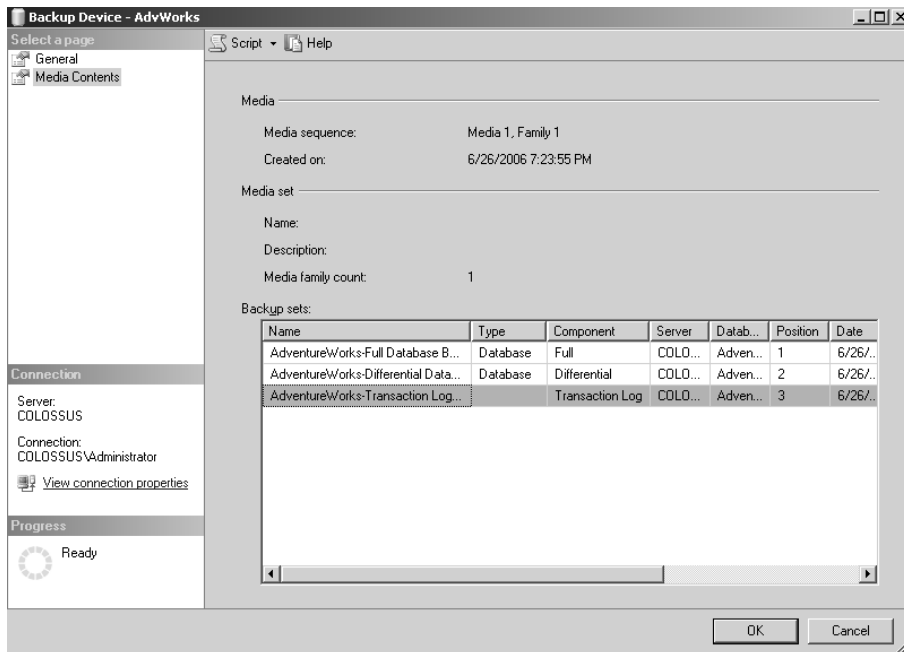 Backup Device - AdvWorks
Select a page
General
Media Contents
Script Help
Media
Media sequence: Media 1, Family 1
Created on: 6/26/2006 7:23:55 PM
Media set
Name:
Description:
Media family count: 1
Backup sets:
Name Type Component Server Datab... Position Date
AdventureWorks-Full Database B... Database Full COLO... Adven... 1 6/26/..
AdventureWorks-Differential Data... Database Differential COLO... Adven... 2 6/26/..
AdventureWorks-Transaction Log... Transaction Log COLO... Adven... 3 6/26/..
Connection
Server:
COLOSSUS
Connection:
COLOSSUS\Administrator
View connection properties
Progress
Ready
OK Cancel